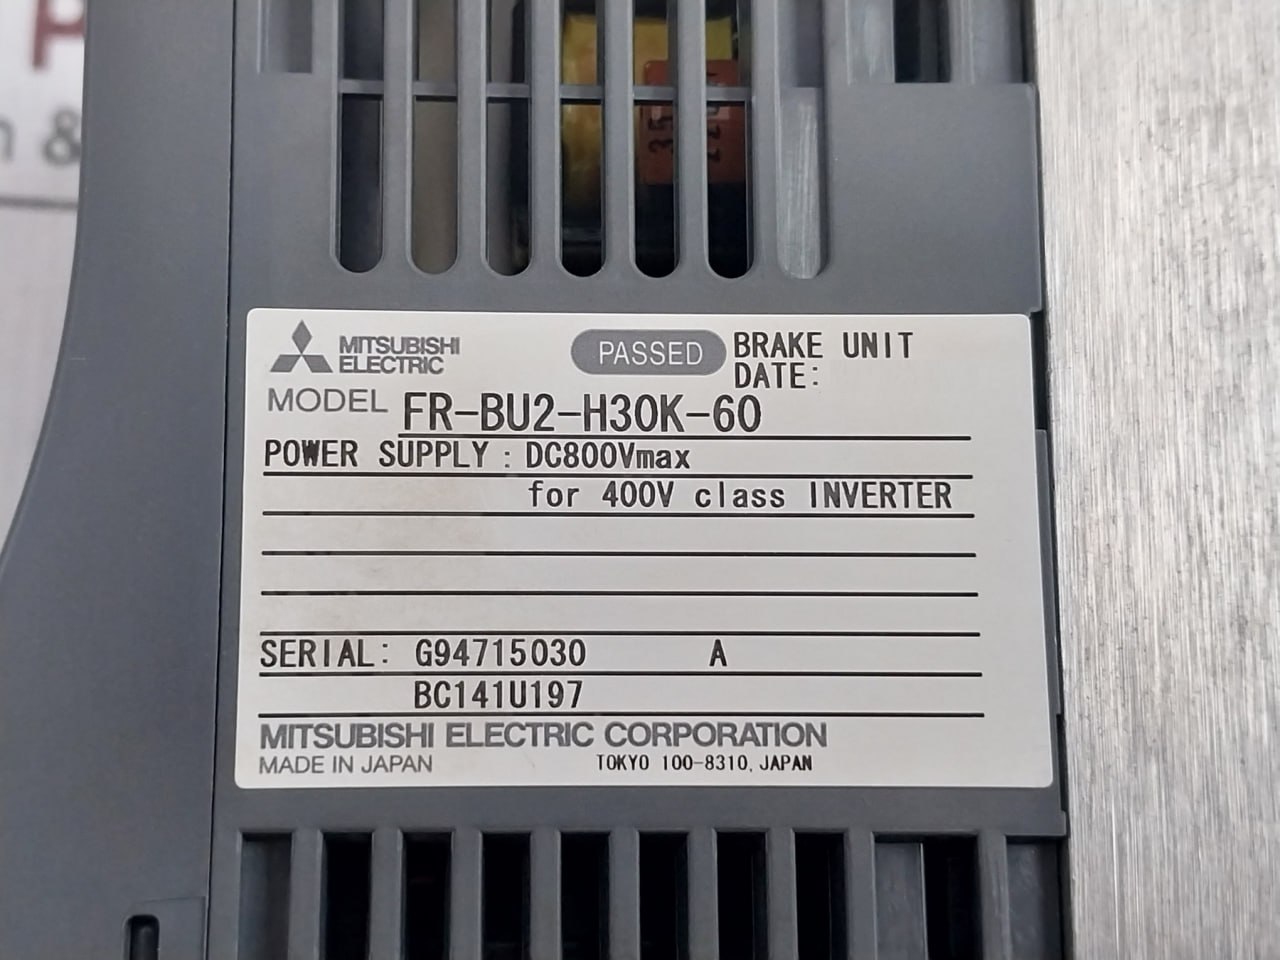 MITSUBISHI
ELECTRIC
PASSED
BRAKE UNIT
DATE:
MODEL FR-BU2-H30K-60
POWER SUPPLY : DC800Vmax
for 400V class INVERTER
SERIAL: G94715030 A
BC141U197
MITSUBISHI ELECTRIC CORPORATION
MADE IN JAPAN TOKYO 100-8310, JAPAN